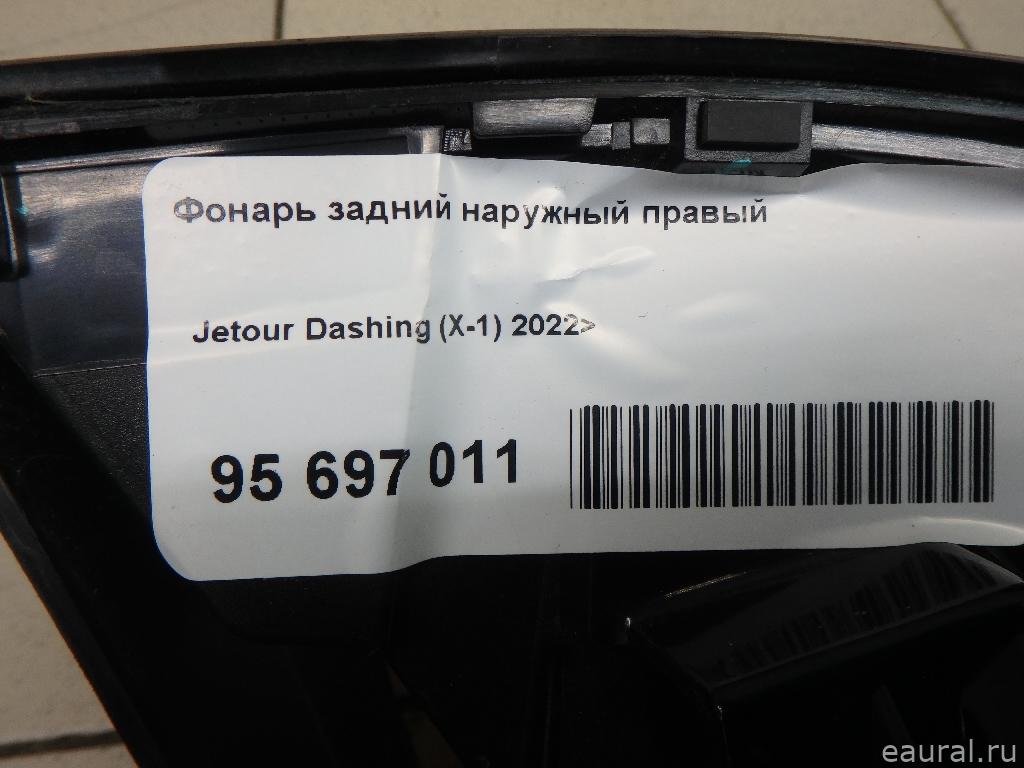 Фонарь задний наружный правый
Jetour Dashing (X-1) 2022>
95 697 011
eaural.ru